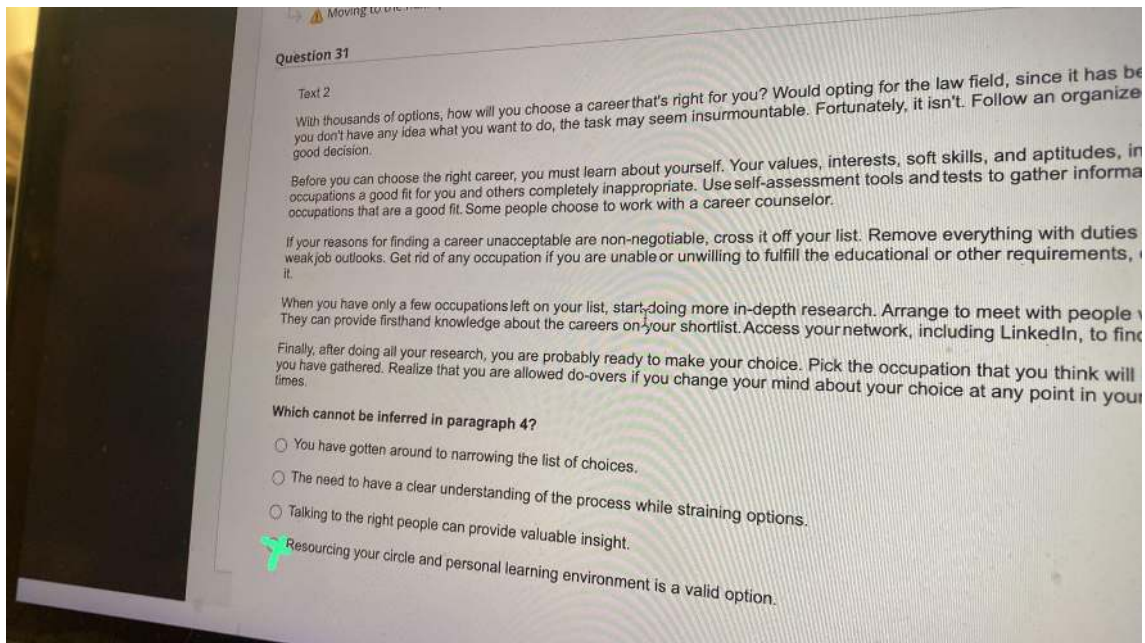 Moving to the
Question 31
Text 2
With thousands of options, how will you choose a career that's right for you? Would opting for the law field, since it has be
you don't have any idea what you want to do, the task may seem insurmountable. Fortunately, it isn't. Follow an organize
good decision.
Before you can choose the right career, you must learn about yourself. Your values, interests, soft skills, and aptitudes, in
occupations a good fit for you and others completely inappropriate. Use self-assessment tools and tests to gather informa
occupations that are a good fit. Some people choose to work with a career counselor.
If your reasons for finding a career unacceptable are non-negotiable, cross it off your list. Remove everything with duties
weak job outlooks. Get rid of any occupation if you are unable or unwilling to fulfill the educational or other requirements,
it.
When you have only a few occupations left on your list, start doing more in-depth research. Arrange to meet with people
They can provide firsthand knowledge about the careers on your shortlist. Access your network, including LinkedIn, to find
Finally, after doing all your research, you are probably ready to make your choice. Pick the occupation that you think will
you have gathered. Realize that you are allowed do-overs if you change your mind about your choice at any point in your
times.
Which cannot be inferred in paragraph 4?
You have gotten around to narrowing the list of choices.
The need to have a clear understanding of the process while straining options.
Talking to the right people can provide valuable insight.
Resourcing your circle and personal learning environment is a valid option.